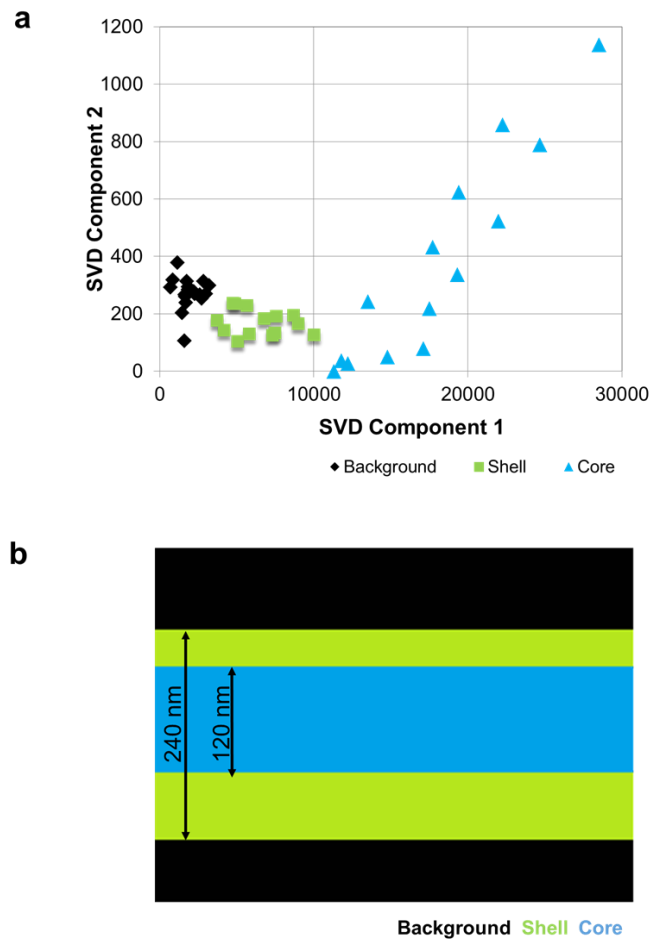 a
1200
1000
800
600
400
200
0
SVD Component 2
0 10000 20000 30000
SVD Component 1
Background Shell Core
b
240 nm
120 nm
Background Shell Core